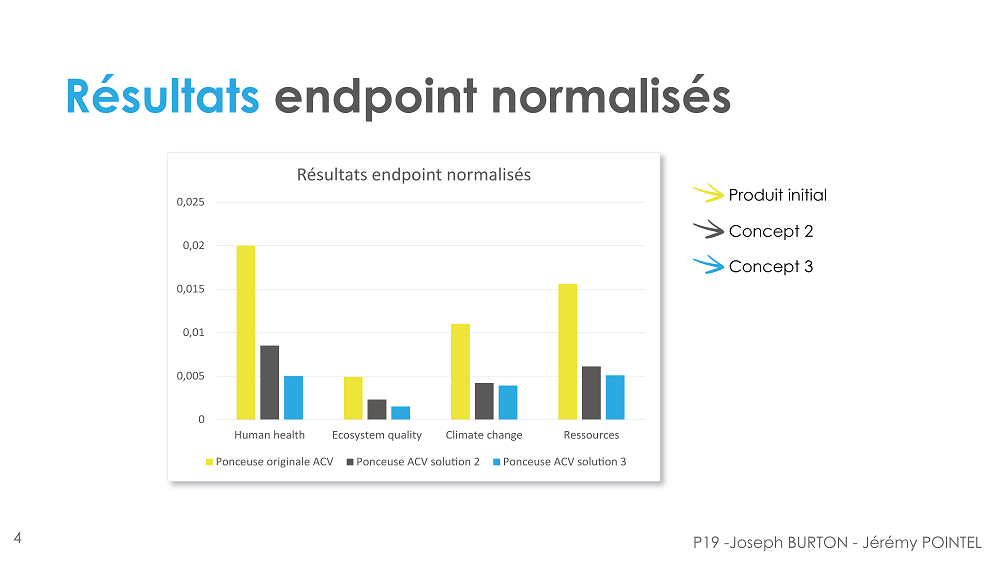 Résultats endpoint normalisés
Résultats endpoint normalisés
0,025
0,02
0,015
0,01
0,005
0
Human health Ecosystem quality Climate change Ressources
Ponceuse originale ACV Ponceuse ACV solution 2 Ponceuse ACV solution 3
Produit initial
Concept 2
Concept 3
4
P19 -Joseph BURTON - Jérémy POINTEL